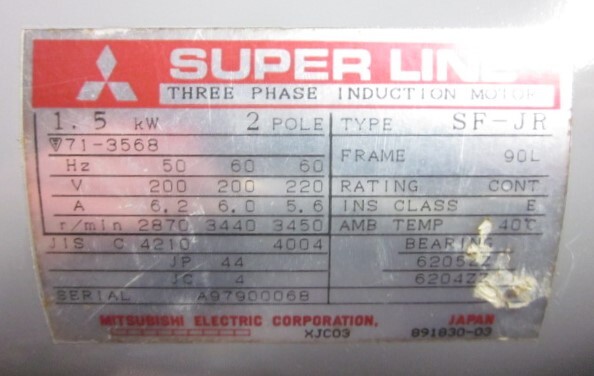 SUPER LINE
THREE PHASE INDUCTION MOTOR
1.5 kW 2 POLE
71-3568
Hz 50 60 60
V 200 200 220
A 6.2 6.0 5.6
r/min 2870 3440 3450
JIS C 4210 4004
JP 44
JC 4
SERIAL A97900068
TYPE SF-JR
FRAME 90L
RATING CONT
INS CLASS E
AMB TEMP 40℃
BEARING
6205ZZ
6204ZZ
MITSUBISHI ELECTRIC CORPORATION, JAPAN
XJC03 891830-03